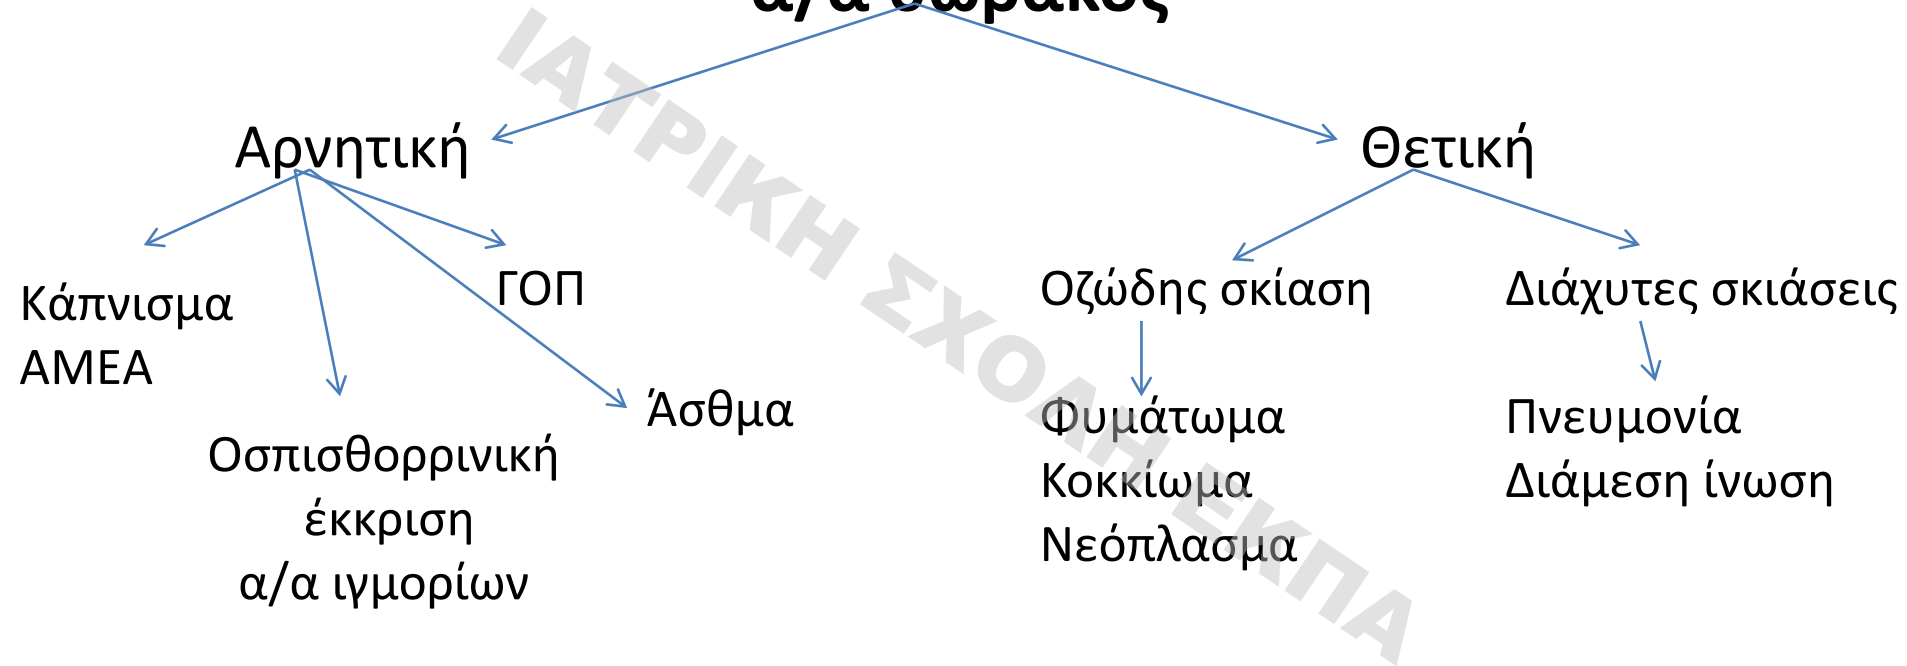 α/α θώρακος
Αρνητική
Θετική
Κάπνισμα
ΑΜΕΑ
ΓΟΠ
Άσθμα
Οσπισθορρινική
έκκριση
α/α ιγμορίων
Οζώδης σκίαση
Διάχυτες σκιάσεις
Φυμάτωμα
Κοκκίωμα
Νεόπλασμα
Πνευμονία
Διάμεση ίνωση
ΙΑΤΡΙΚΗ ΣΧΟΛΗ ΕΚΠΑ